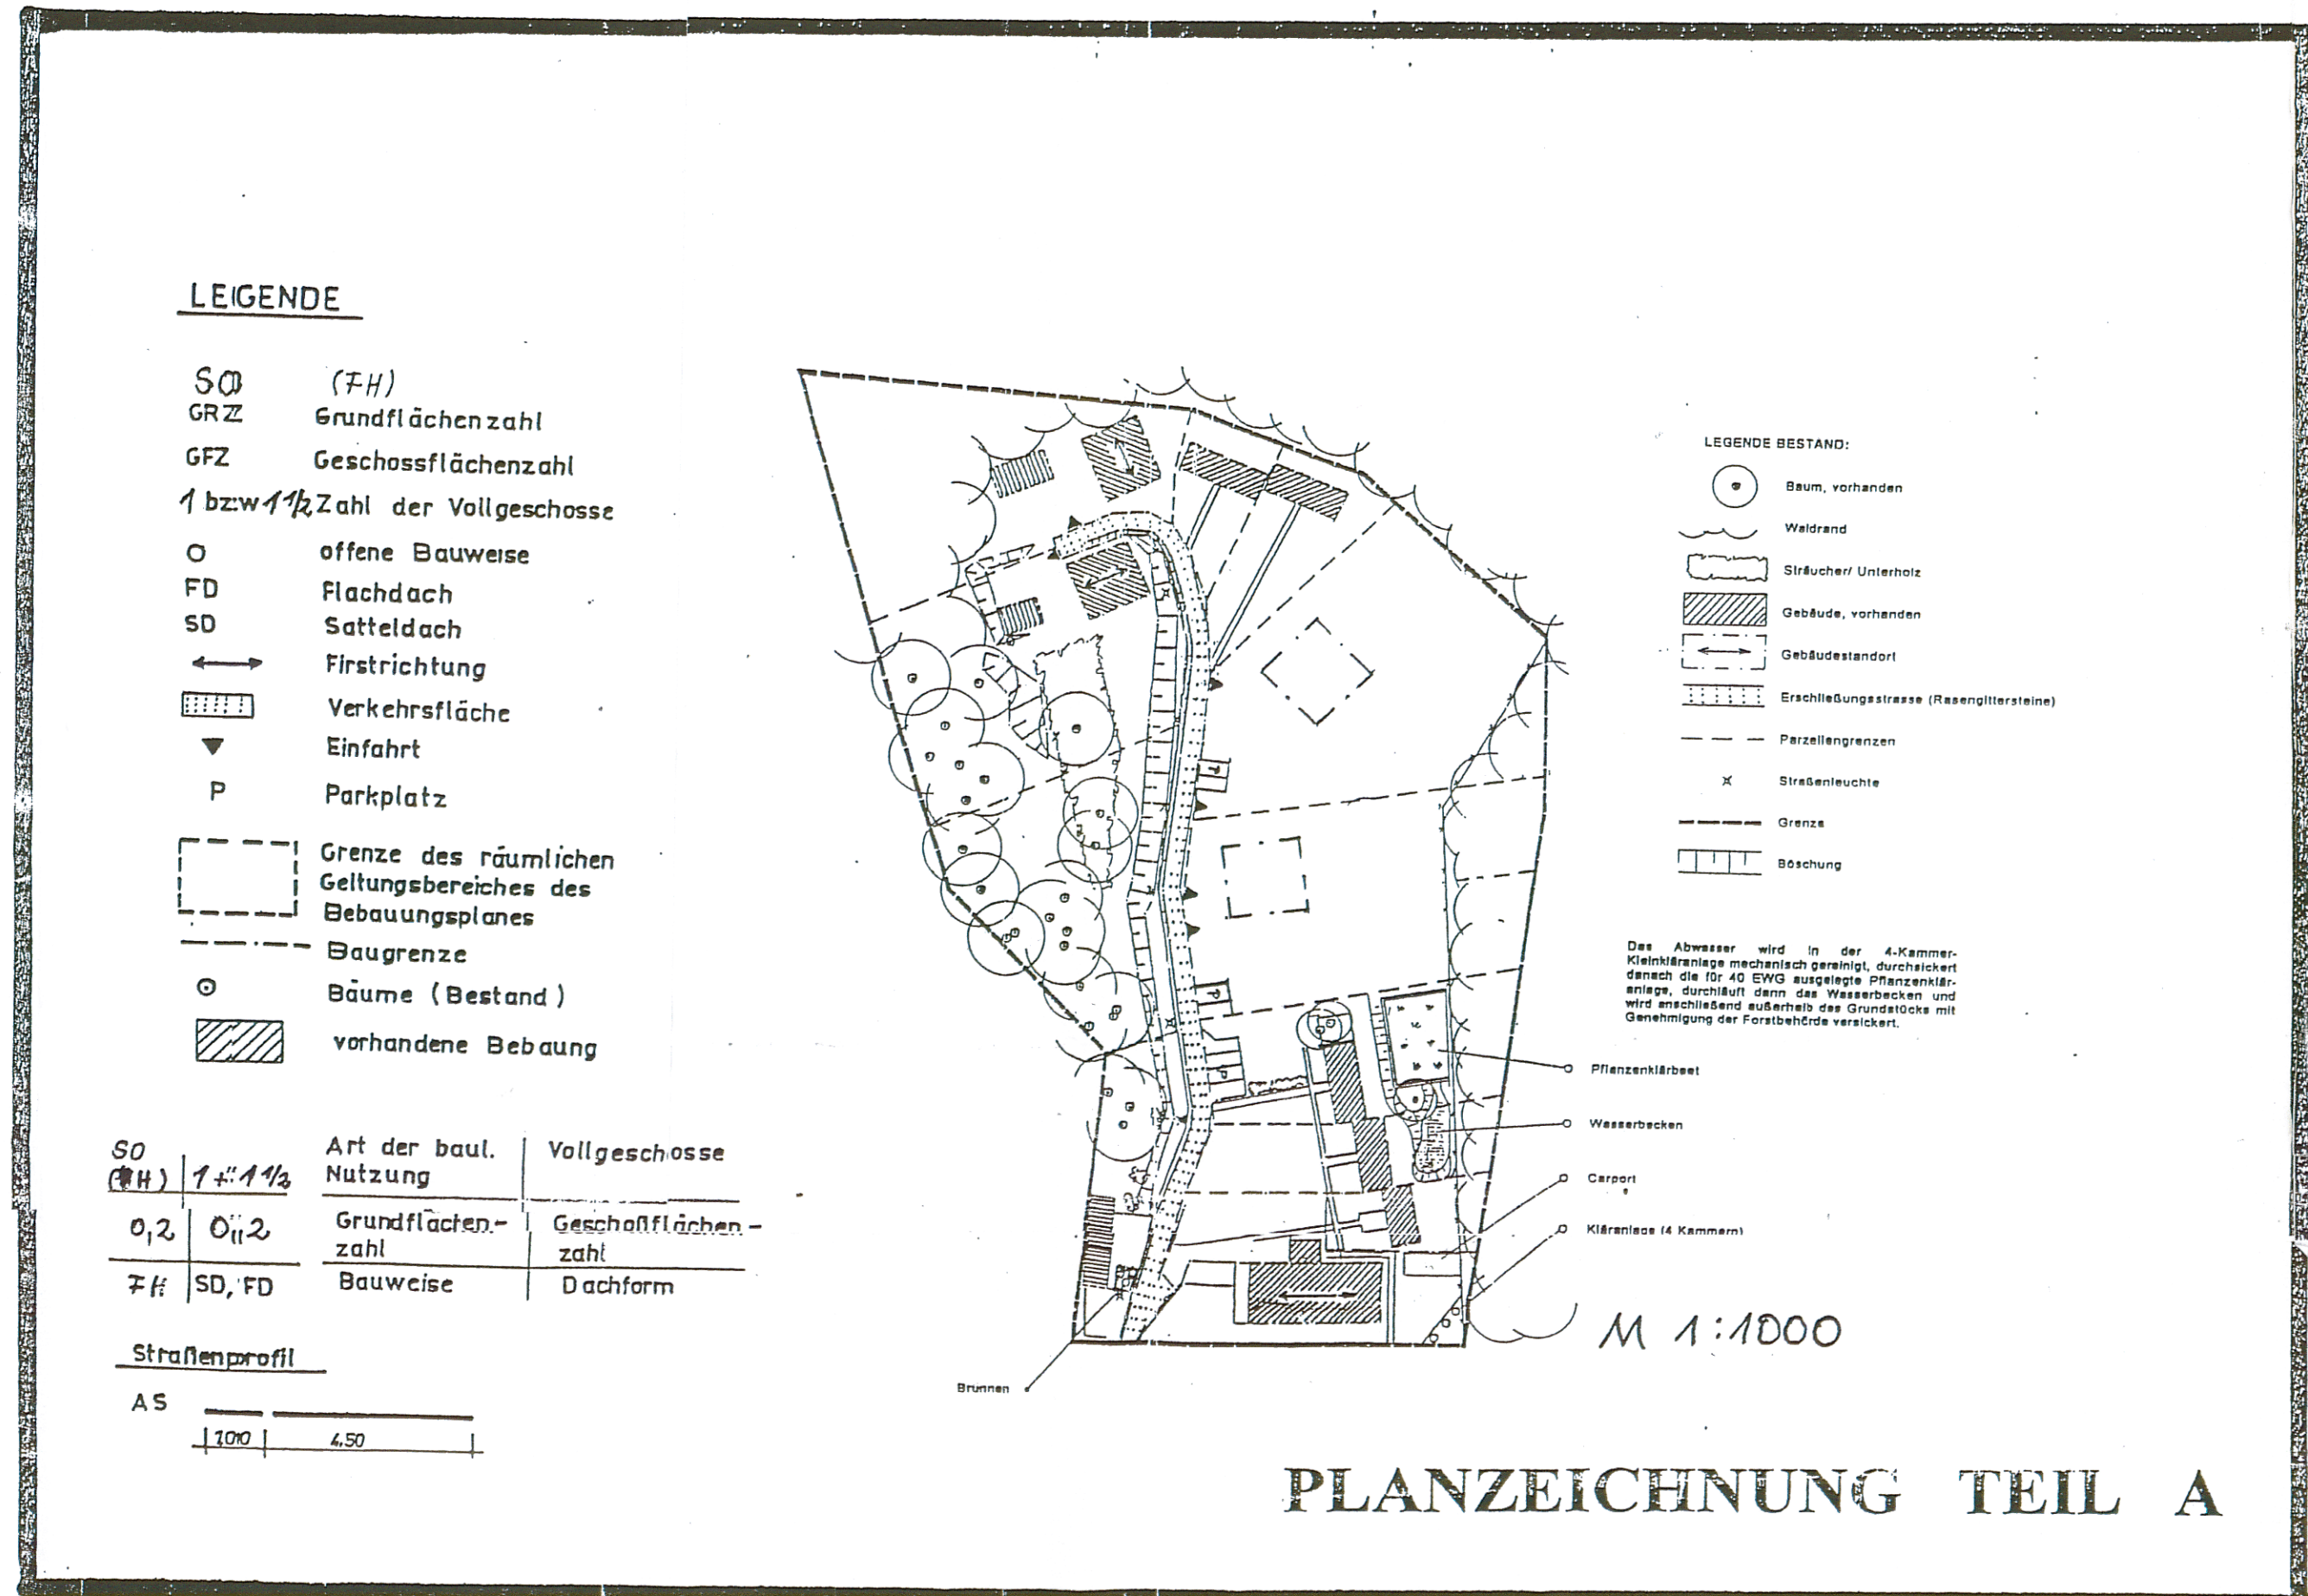 LEGENDE
SO (FH)
GRZ Grundflächenzahl
GFZ Geschossflächenzahl
1 bzw 1 1/2 Zahl der Vollgeschosse
O offene Bauweise
FD Flachdach
SD Satteldach
Firstrichtung
Verkehrsfläche
Einfahrt
P Parkplatz
Grenze des räumlichen
Geltungsbereiches des
Bebauungsplanes
Baugrenze
Bäume (Bestand)
vorhandene Bebaung
SO
(FH) 1 + 1 1/2
0,2 0,2
FH SD, FD
Art der baul. Nutzung Vollgeschosse
Grundflächen-
zahl Geschoßflächen-
zahl
Bauweise Dachform
Straßenprofil
AS
4,50
P
P
P
Brunnen
LEGENDE BESTAND:
Baum, vorhanden
Waldrand
Sträucher/ Unterholz
Gebäude, vorhanden
Gebäudestandort
Erschließungsstrasse (Rasengittersteine)
Parzellengrenzen
Straßenleuchte
Grenze
Böschung
Das Abwasser wird in der 4-Kammer-
Kleinkläranlage mechanisch gereinigt, durchsickert
danach die für 40 EWG ausgelegte Pflanzenklär-
anlage, durchläuft dann das Wasserbecken und
wird anschließend außerhalb des Grundstücks mit
Genehmigung der Forstbehörde versickert.
Pflanzenklärbeet
Wasserbecken
Carport
Kläranlage (4 Kammern)
M 1:1000
PLANZEICHNUNG TEIL A